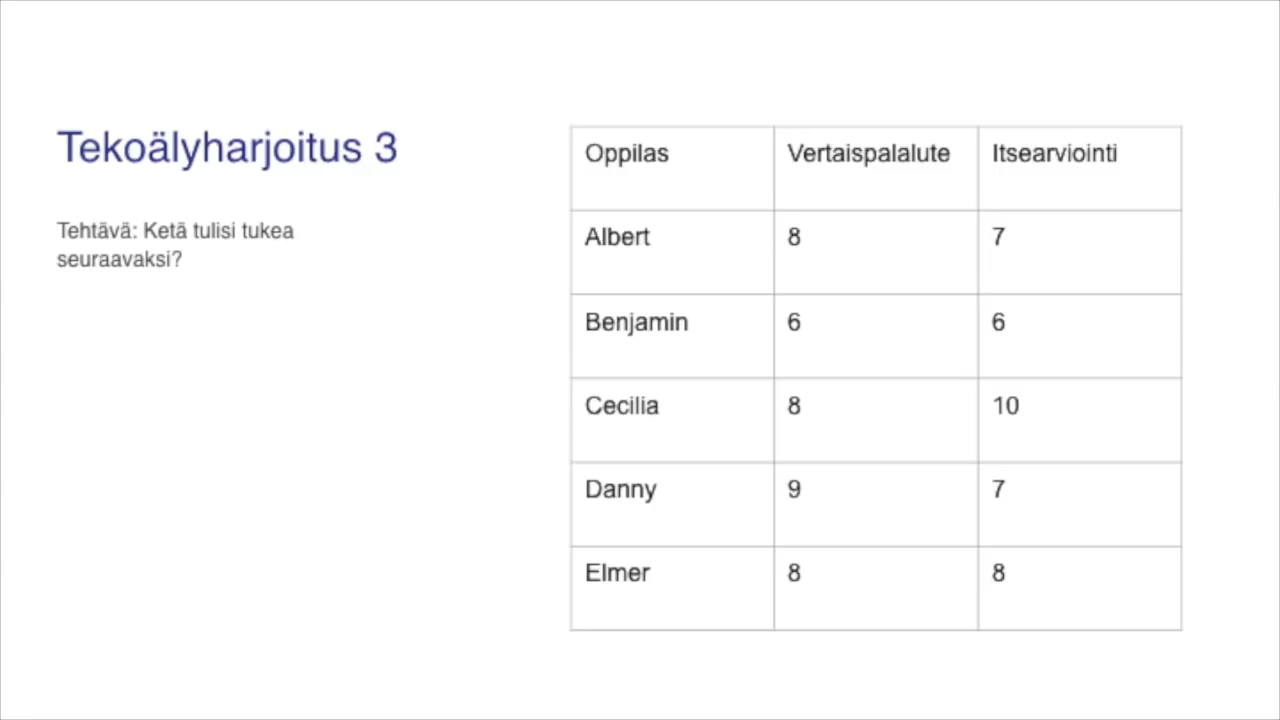 Tekoälyharjoitus 3
Tehtävä: Ketä tulisi tukea
seuraavaksi?
Oppilas Vertaispalalute Itsearviointi
Albert 8 7
Benjamin 6 6
Cecilia 8 10
Danny 9 7
Elmer 8 8